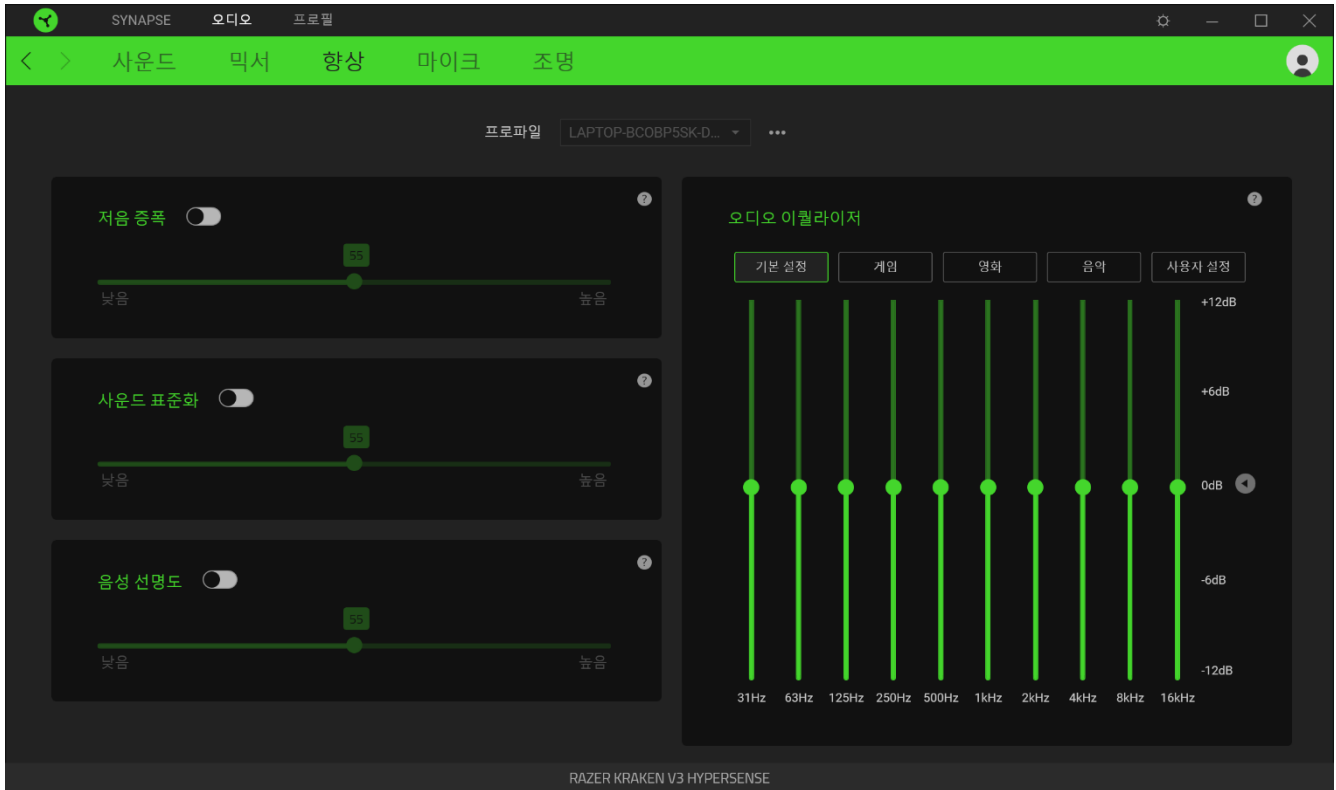 SYNAPSE 오디오 프로필
사운드 믹서 향상 마이크 조명
프로파일 LAPTOP-BCOBP5SK-D...
저음 증폭
55
낮음 높음
사운드 표준화
55
낮음 높음
음성 선명도
55
낮음 높음
오디오 이퀄라이저
기본 설정 게임 영화 음악 사용자 설정
+12dB
+6dB
0dB
-6dB
-12dB
31Hz 63Hz 125Hz 250Hz 500Hz 1kHz 2kHz 4kHz 8kHz 16kHz
RAZER KRAKEN V3 HYPERSENSE